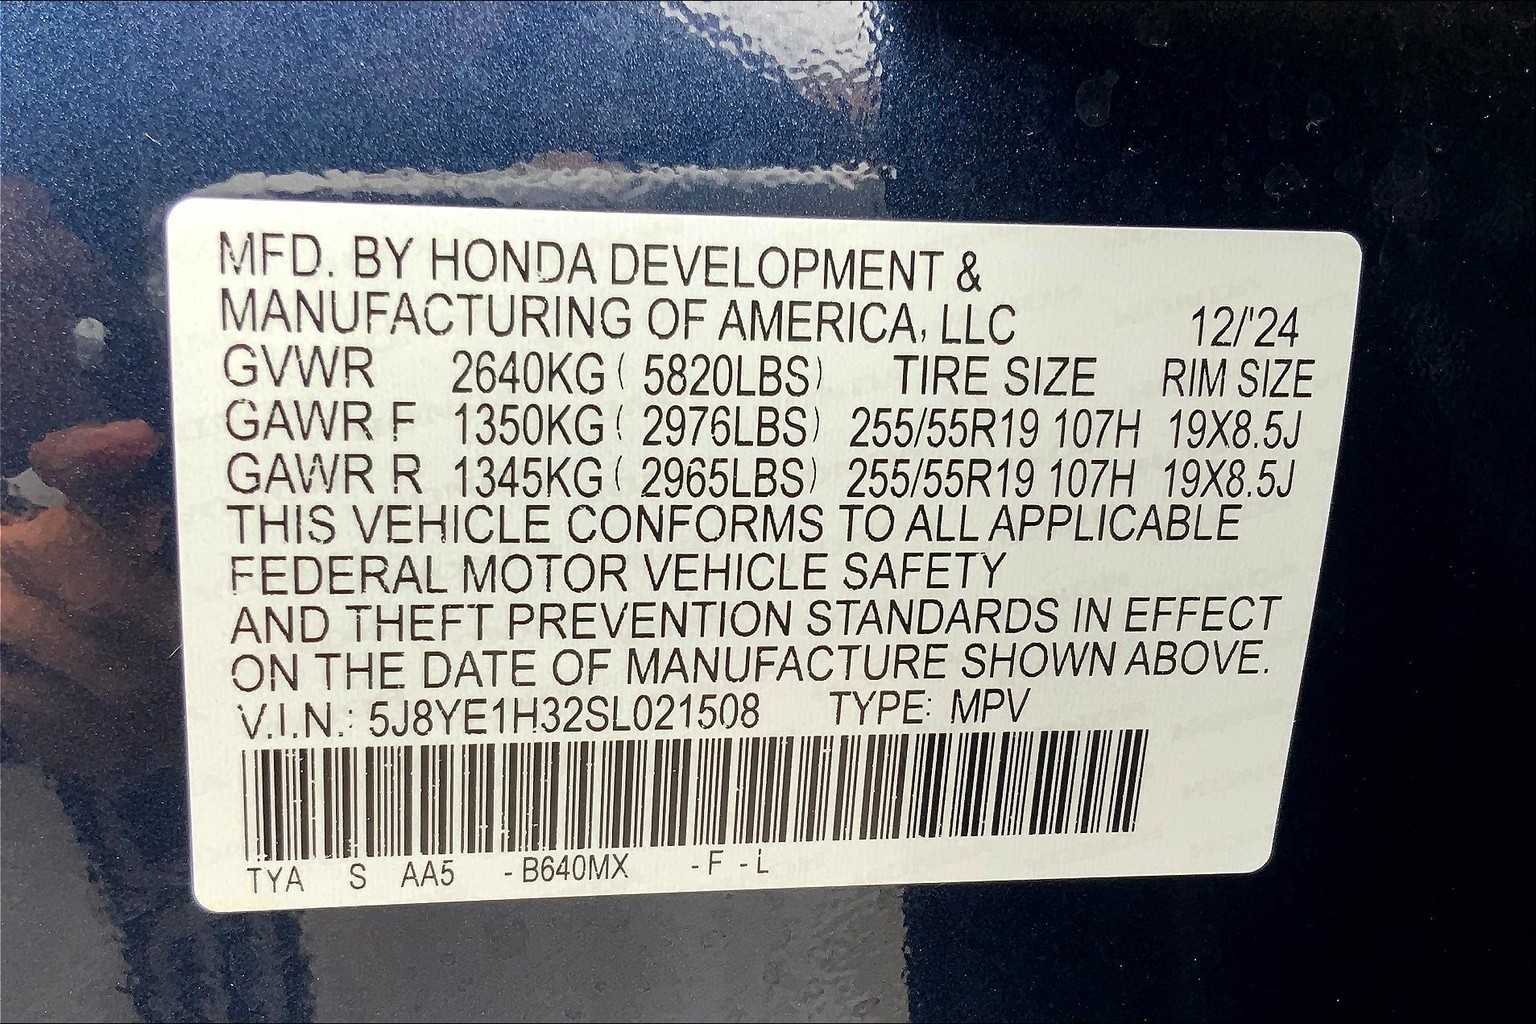 MFD. BY HONDA DEVELOPMENT &
MANUFACTURING OF AMERICA, LLC 12/'24
GVWR 2640KG ( 5820LBS) TIRE SIZE RIM SIZE
GAWR F 1350KG ( 2976LBS) 255/55R19 107H 19X8.5J
GAWR R 1345KG ( 2965LBS) 255/55R19 107H 19X8.5J
THIS VEHICLE CONFORMS TO ALL APPLICABLE
FEDERAL MOTOR VEHICLE SAFETY
AND THEFT PREVENTION STANDARDS IN EFFECT
ON THE DATE OF MANUFACTURE SHOWN ABOVE.
V.I.N.: 5J8YE1H32SL021508 TYPE: MPV
TYA S AA5 -B640MX -F -L